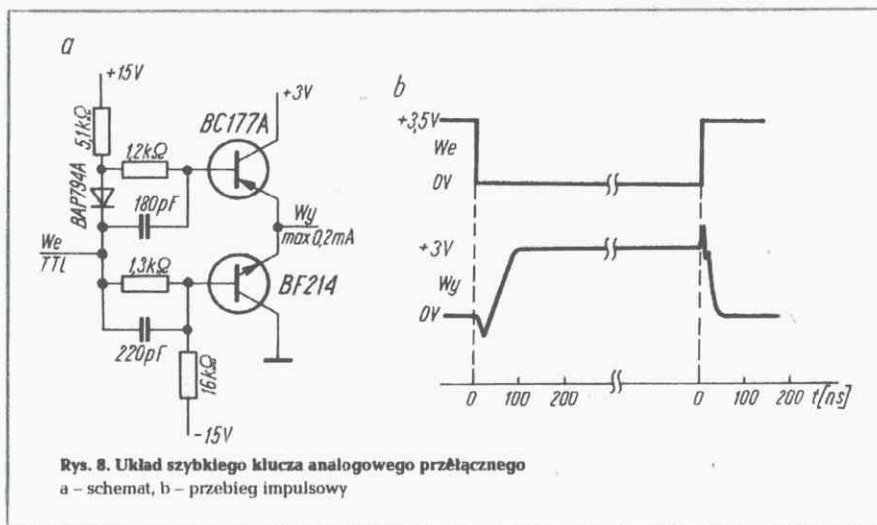 a
+15V
5,1kΩ
1,2kΩ
BC177A
+3V
BAP794A
180pF
Wy
max 0,2mA
We
TTL
1,3kΩ
BF214
220pF
16kΩ
-15V
b
+3,5V
We
0V
+3V
Wy
0V
0 100 200 0 100 200 t[ns]
Rys. 8. Układ szybkiego klucza analogowego przełącznego
a – schemat, b – przebieg impulsowy